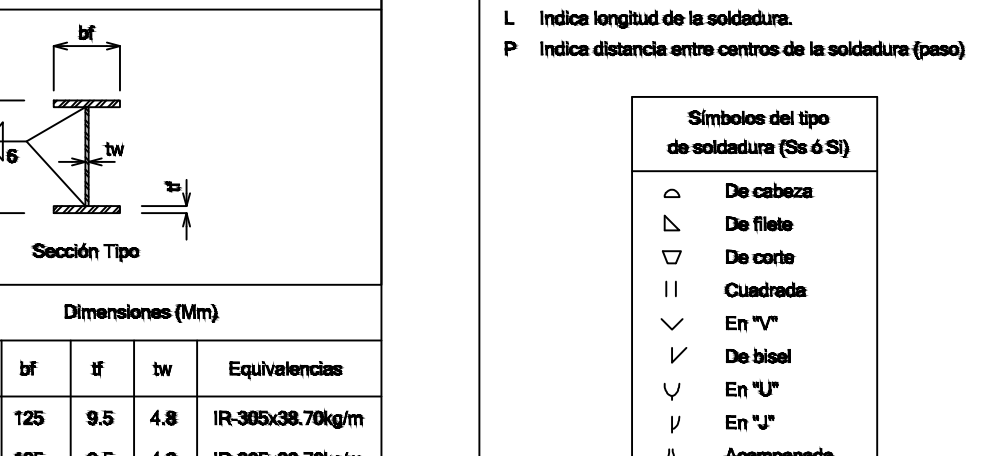 bf
6
tw
tf
Sección Tipo
Dimensiones (Mm)
bf tf tw Equivalencias
125 9.5 4.8 IR-305x38.70kg/m
L Indica longitud de la soldadura.
P Indica distancia entre centros de la soldadura (paso)
Símbolos del tipo
de soldadura (Ss ó Si)
De cabeza
De filete
De corte
Cuadrada
En "V"
De bisel
En "U"
En "J"
Acampanada